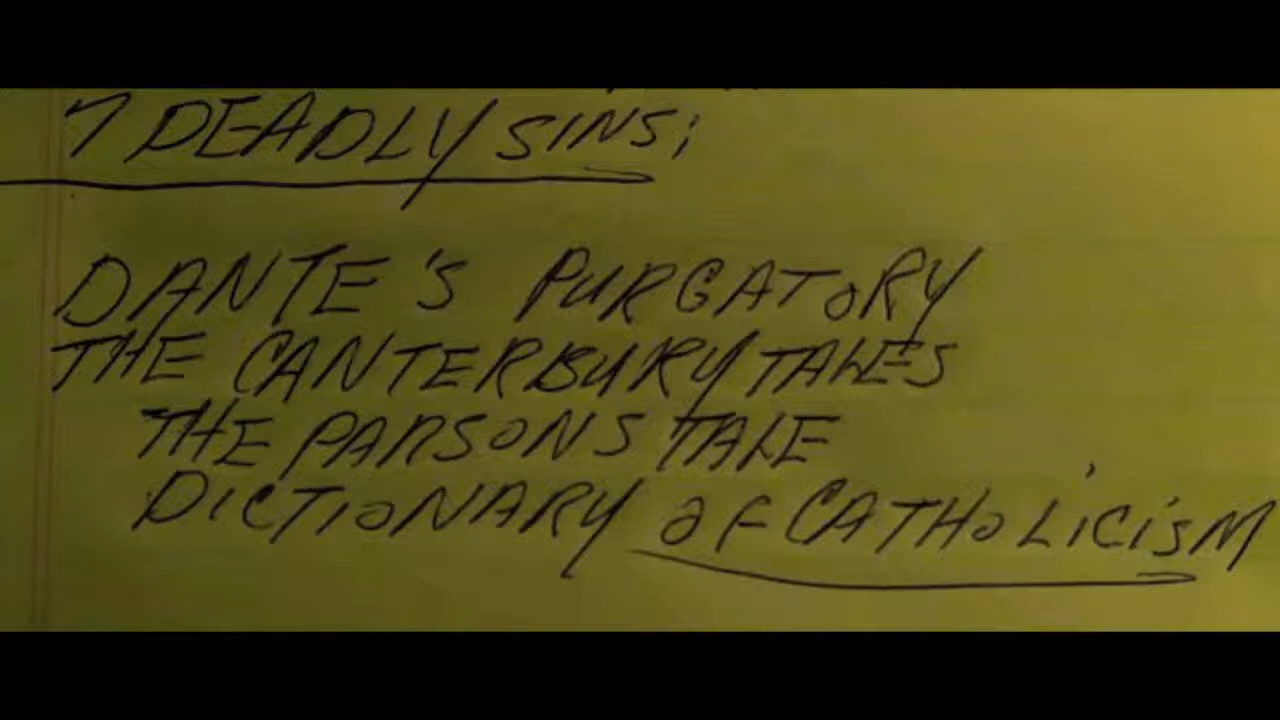 7 DEADLY SINS;
DANTE'S PURGATORY
THE CANTERBURY TALES
THE PARSONS TALE
DICTIONARY OF CATHOLICISM